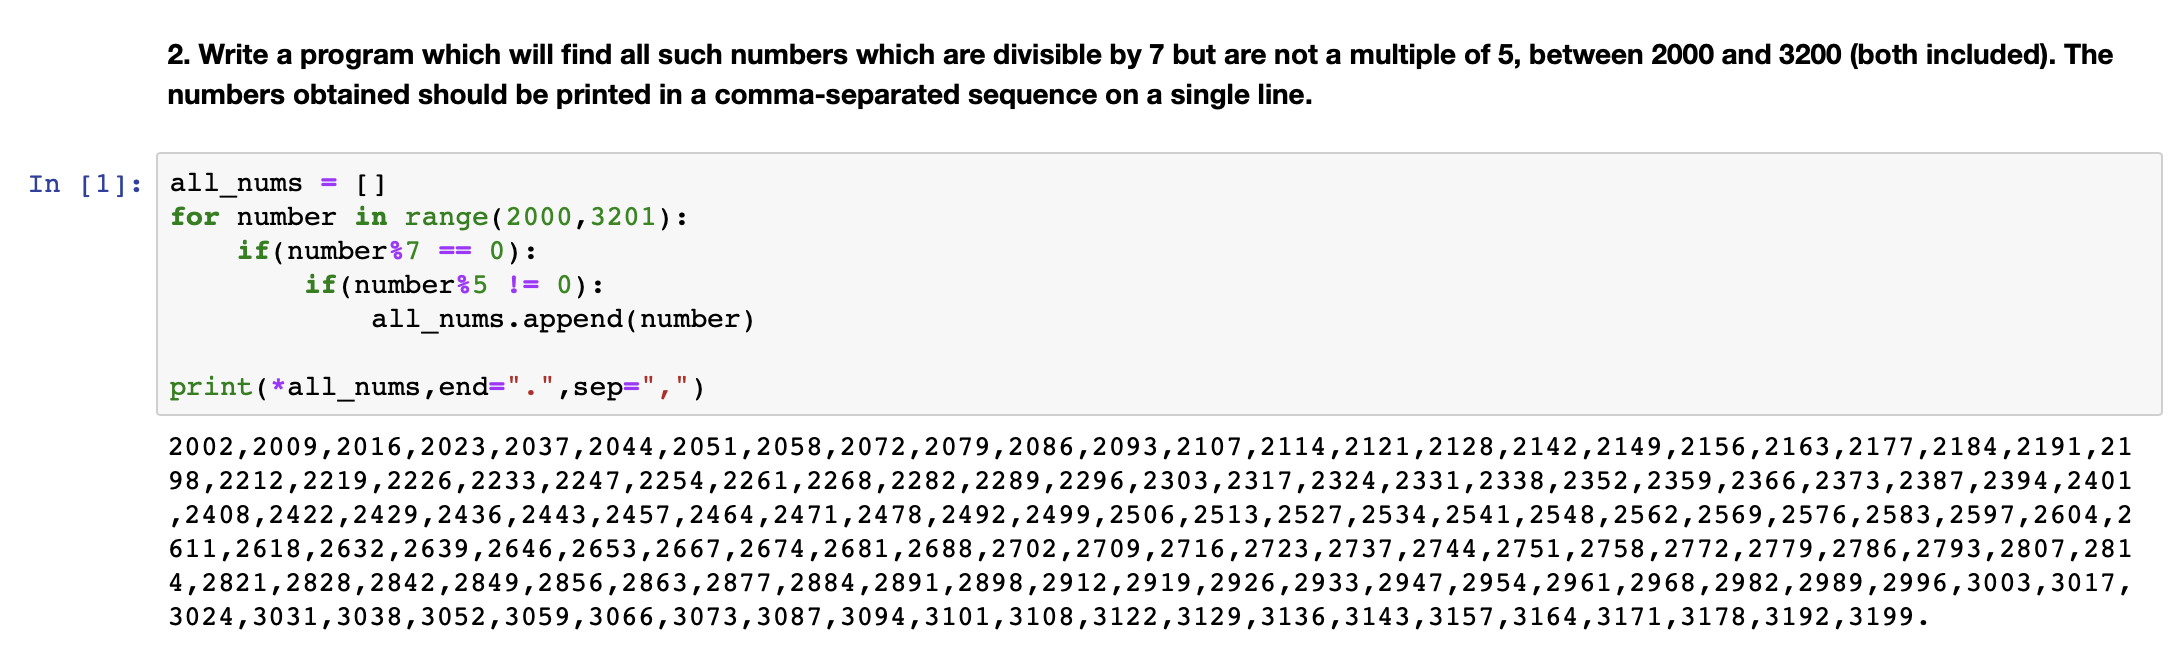 2. Write a program which will find all such numbers which are divisible by 7 but are not a multiple of 5, between 2000 and 3200 (both included). The
numbers obtained should be printed in a comma-separated sequence on a single line.
In [1]:
all_nums = []
for number in range(2000,3201):
    if(number%7 == 0):
        if(number%5 != 0):
            all_nums.append(number)

print(*all_nums,end=".",sep=",")
2002,2009,2016,2023,2037,2044,2051,2058,2072,2079,2086,2093,2107,2114,2121,2128,2142,2149,2156,2163,2177,2184,2191,21
98,2212,2219,2226,2233,2247,2254,2261,2268,2282,2289,2296,2303,2317,2324,2331,2338,2352,2359,2366,2373,2387,2394,2401
,2408,2422,2429,2436,2443,2457,2464,2471,2478,2492,2499,2506,2513,2527,2534,2541,2548,2562,2569,2576,2583,2597,2604,2
611,2618,2632,2639,2646,2653,2667,2674,2681,2688,2702,2709,2716,2723,2737,2744,2751,2758,2772,2779,2786,2793,2807,281
4,2821,2828,2842,2849,2856,2863,2877,2884,2891,2898,2912,2919,2926,2933,2947,2954,2961,2968,2982,2989,2996,3003,3017,
3024,3031,3038,3052,3059,3066,3073,3087,3094,3101,3108,3122,3129,3136,3143,3157,3164,3171,3178,3192,3199.